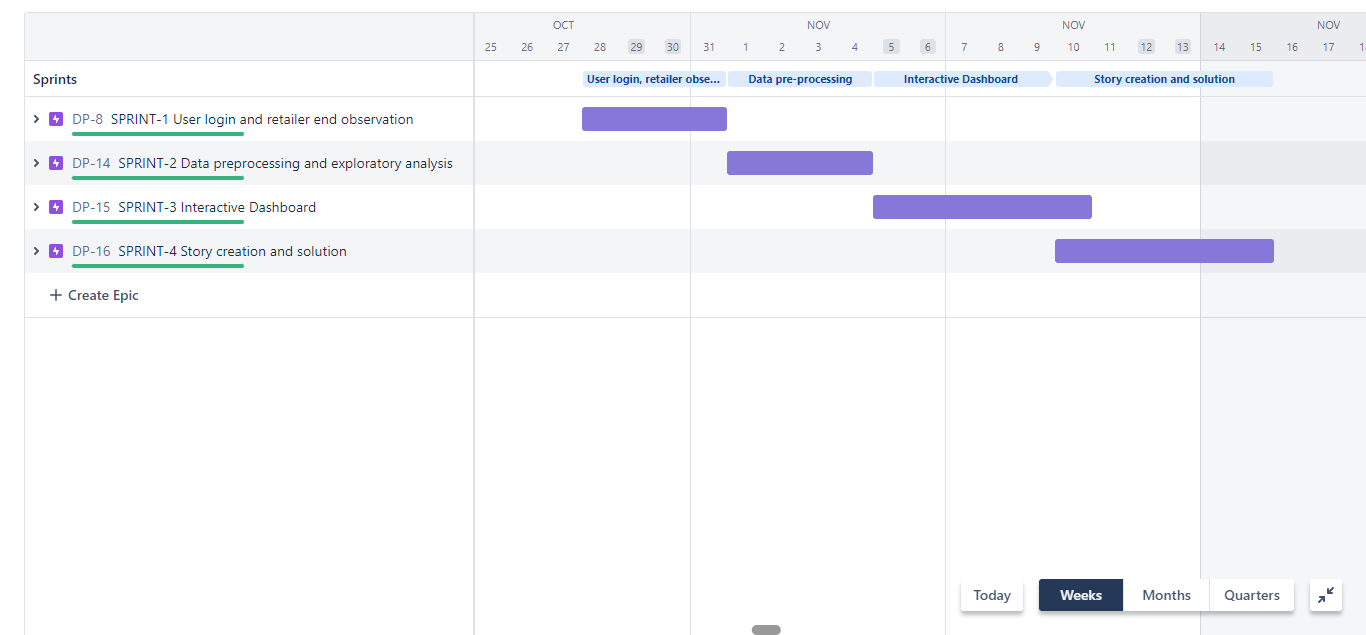 OCT NOV NOV NOV
25 26 27 28 29 30 31 1 2 3 4 5 6 7 8 9 10 11 12 13 14 15 16 17
Sprints User login, retailer obse... Data pre-processing Interactive Dashboard Story creation and solution
DP-8 SPRINT-1 User login and retailer end observation
DP-14 SPRINT-2 Data preprocessing and exploratory analysis
DP-15 SPRINT-3 Interactive Dashboard
DP-16 SPRINT-4 Story creation and solution
+ Create Epic
Today Weeks Months Quarters